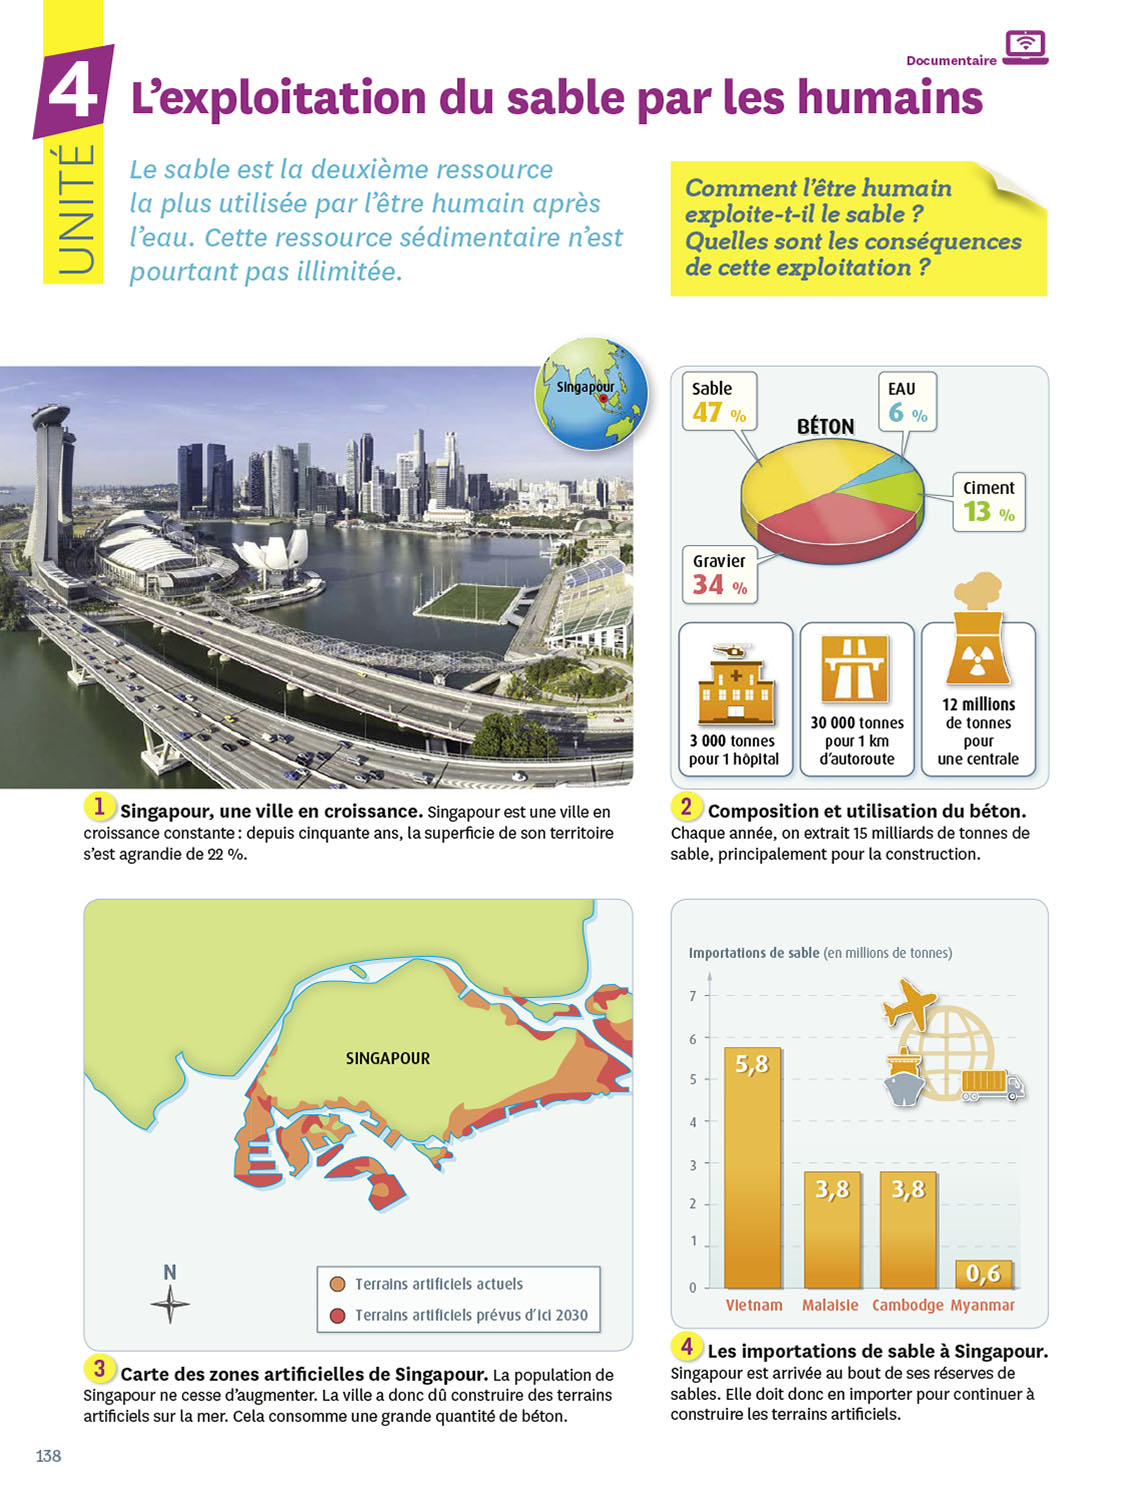 Documentaire
UNITÉ 4
L'exploitation du sable par les humains
Le sable est la deuxième ressource
la plus utilisée par l'être humain après
l'eau. Cette ressource sédimentaire n'est
pourtant pas illimitée.
Comment l'être humain
exploite-t-il le sable ?
Quelles sont les conséquences
de cette exploitation ?
Singapour
1 Singapour, une ville en croissance. Singapour est une ville en
croissance constante : depuis cinquante ans, la superficie de son territoire
s'est agrandie de 22 %.
BÉTON
Sable
47 %
EAU
6 %
Ciment
13 %
Gravier
34 %
3 000 tonnes
pour 1 hôpital
30 000 tonnes
pour 1 km
d'autoroute
12 millions
de tonnes
pour
une centrale
2 Composition et utilisation du béton.
Chaque année, on extrait 15 milliards de tonnes de
sable, principalement pour la construction.
SINGAPOUR
N
Terrains artificiels actuels
Terrains artificiels prévus d'ici 2030
3 Carte des zones artificielles de Singapour. La population de
Singapour ne cesse d'augmenter. La ville a donc dû construire des terrains
artificiels sur la mer. Cela consomme une grande quantité de béton.
Importations de sable (en millions de tonnes)
7
6
5
4
3
2
1
0
5,8
3,8
3,8
0,6
Vietnam
Malaisie
Cambodge
Myanmar
4 Les importations de sable à Singapour.
Singapour est arrivée au bout de ses réserves de
sables. Elle doit donc en importer pour continuer à
construire les terrains artificiels.
138